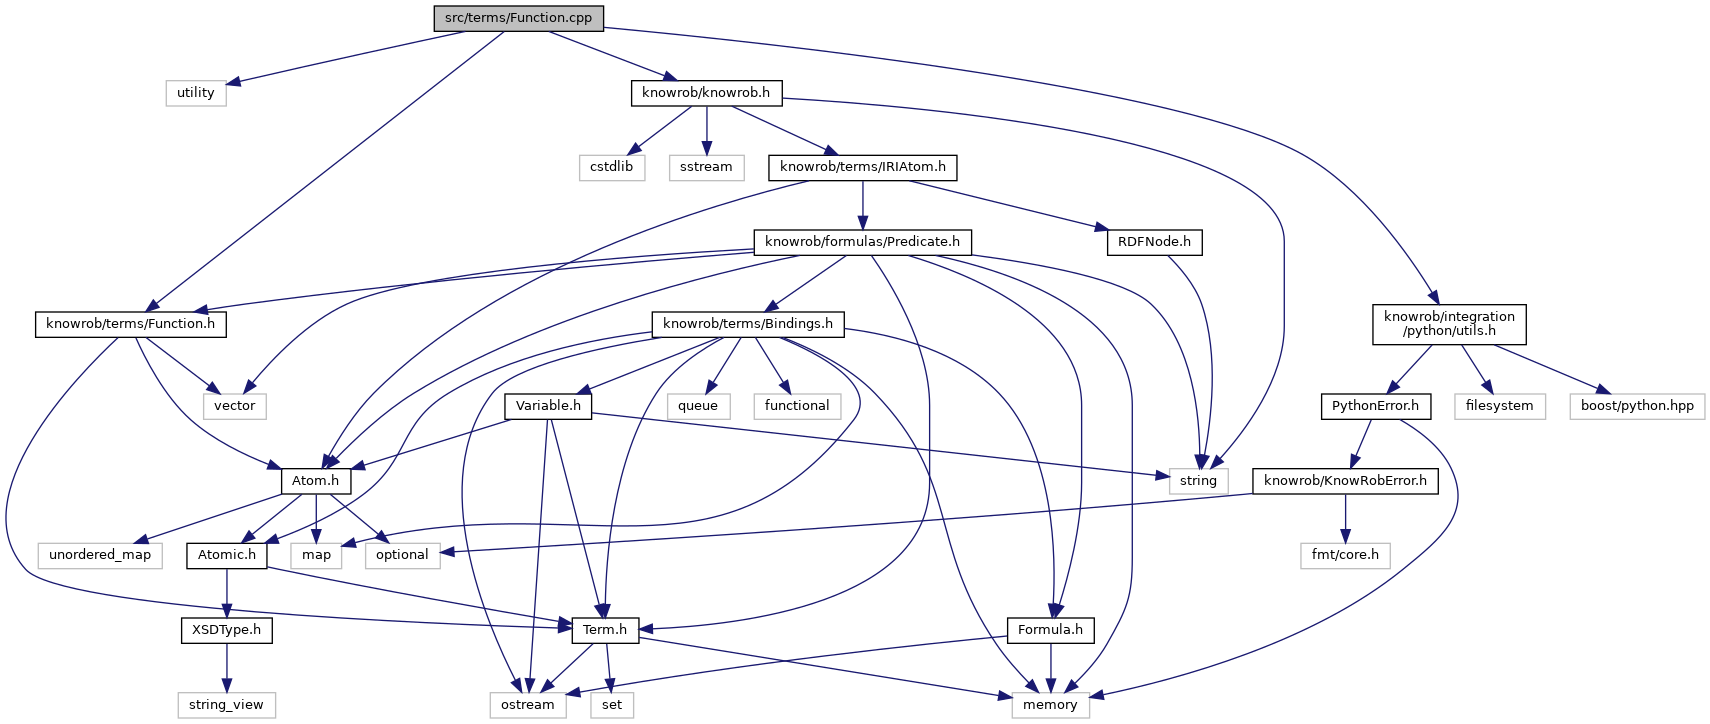 src/terms/Function.cpp
utility
knowrob/knowrob.h
cstdlib
sstream
knowrob/terms/IRIAtom.h
knowrob/formulas/Predicate.h
RDFNode.h
knowrob/terms/Function.h
knowrob/terms/Bindings.h
knowrob/integration
/python/utils.h
vector
Variable.h
queue
functional
PythonError.h
filesystem
boost/python.hpp
Atom.h
string
knowrob/KnowRobError.h
unordered_map
Atomic.h
map
optional
fmt/core.h
XSDType.h
Term.h
Formula.h
string_view
ostream
set
memory